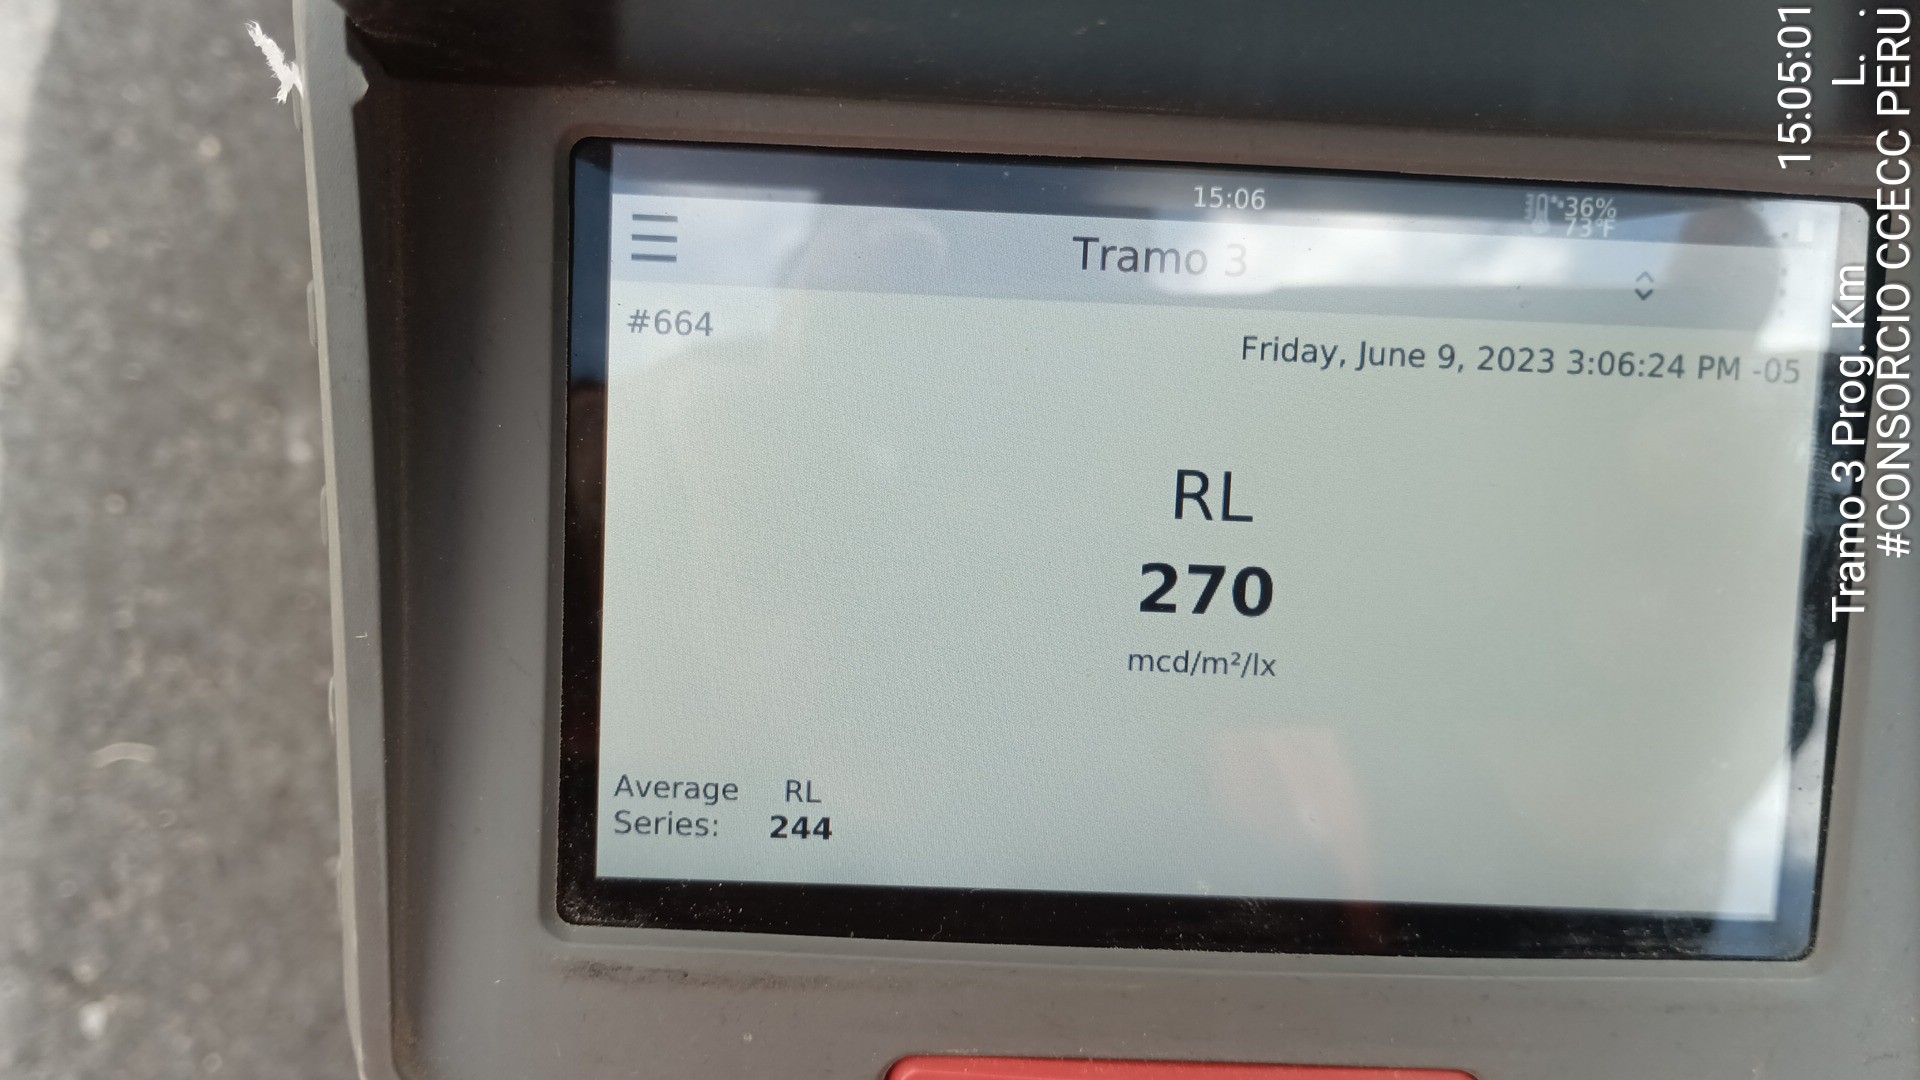 15:06
36%
73°F
Tramo 3
#664
Friday, June 9, 2023 3:06:24 PM -05
RL
270
mcd/m²/lx
Average RL
Series: 244
15:05:01
Tramo 3 Prog. Km L. .
#CONSORCIO CCECC PERU